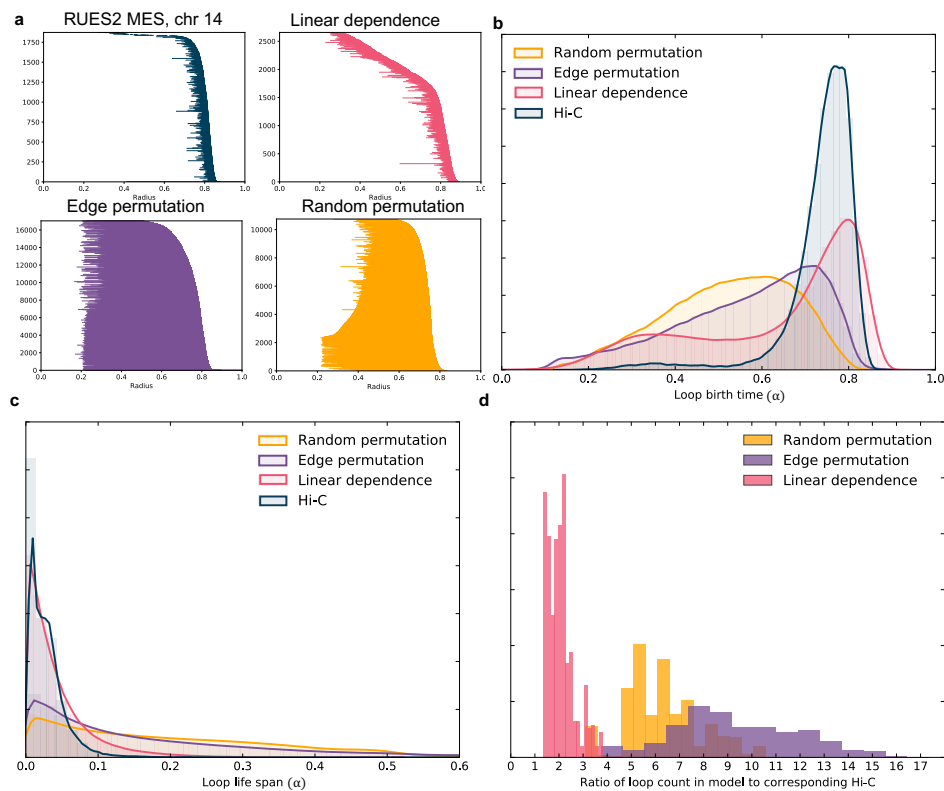 a
RUES2 MES, chr 14
1750
1500
1250
1000
750
500
250
0
0.0 0.2 0.4 0.6 0.8 1.0
Radius
Linear dependence
2500
2000
1500
1000
500
0
0.0 0.2 0.4 0.6 0.8 1.0
Radius
Edge permutation
16000
14000
12000
10000
8000
6000
4000
2000
0
0.0 0.2 0.4 0.6 0.8 1.0
Radius
Random permutation
10000
8000
6000
4000
2000
0
0.0 0.2 0.4 0.6 0.8 1.0
Radius
b
Random permutation
Edge permutation
Linear dependence
Hi-C
0.0 0.2 0.4 0.6 0.8 1.0
Loop birth time (α)
c
Random permutation
Edge permutation
Linear dependence
Hi-C
0.0 0.1 0.2 0.3 0.4 0.5 0.6
Loop life span (α)
d
Random permutation
Edge permutation
Linear dependence
0 1 2 3 4 5 6 7 8 9 10 11 12 13 14 15 16 17
Ratio of loop count in model to corresponding Hi-C